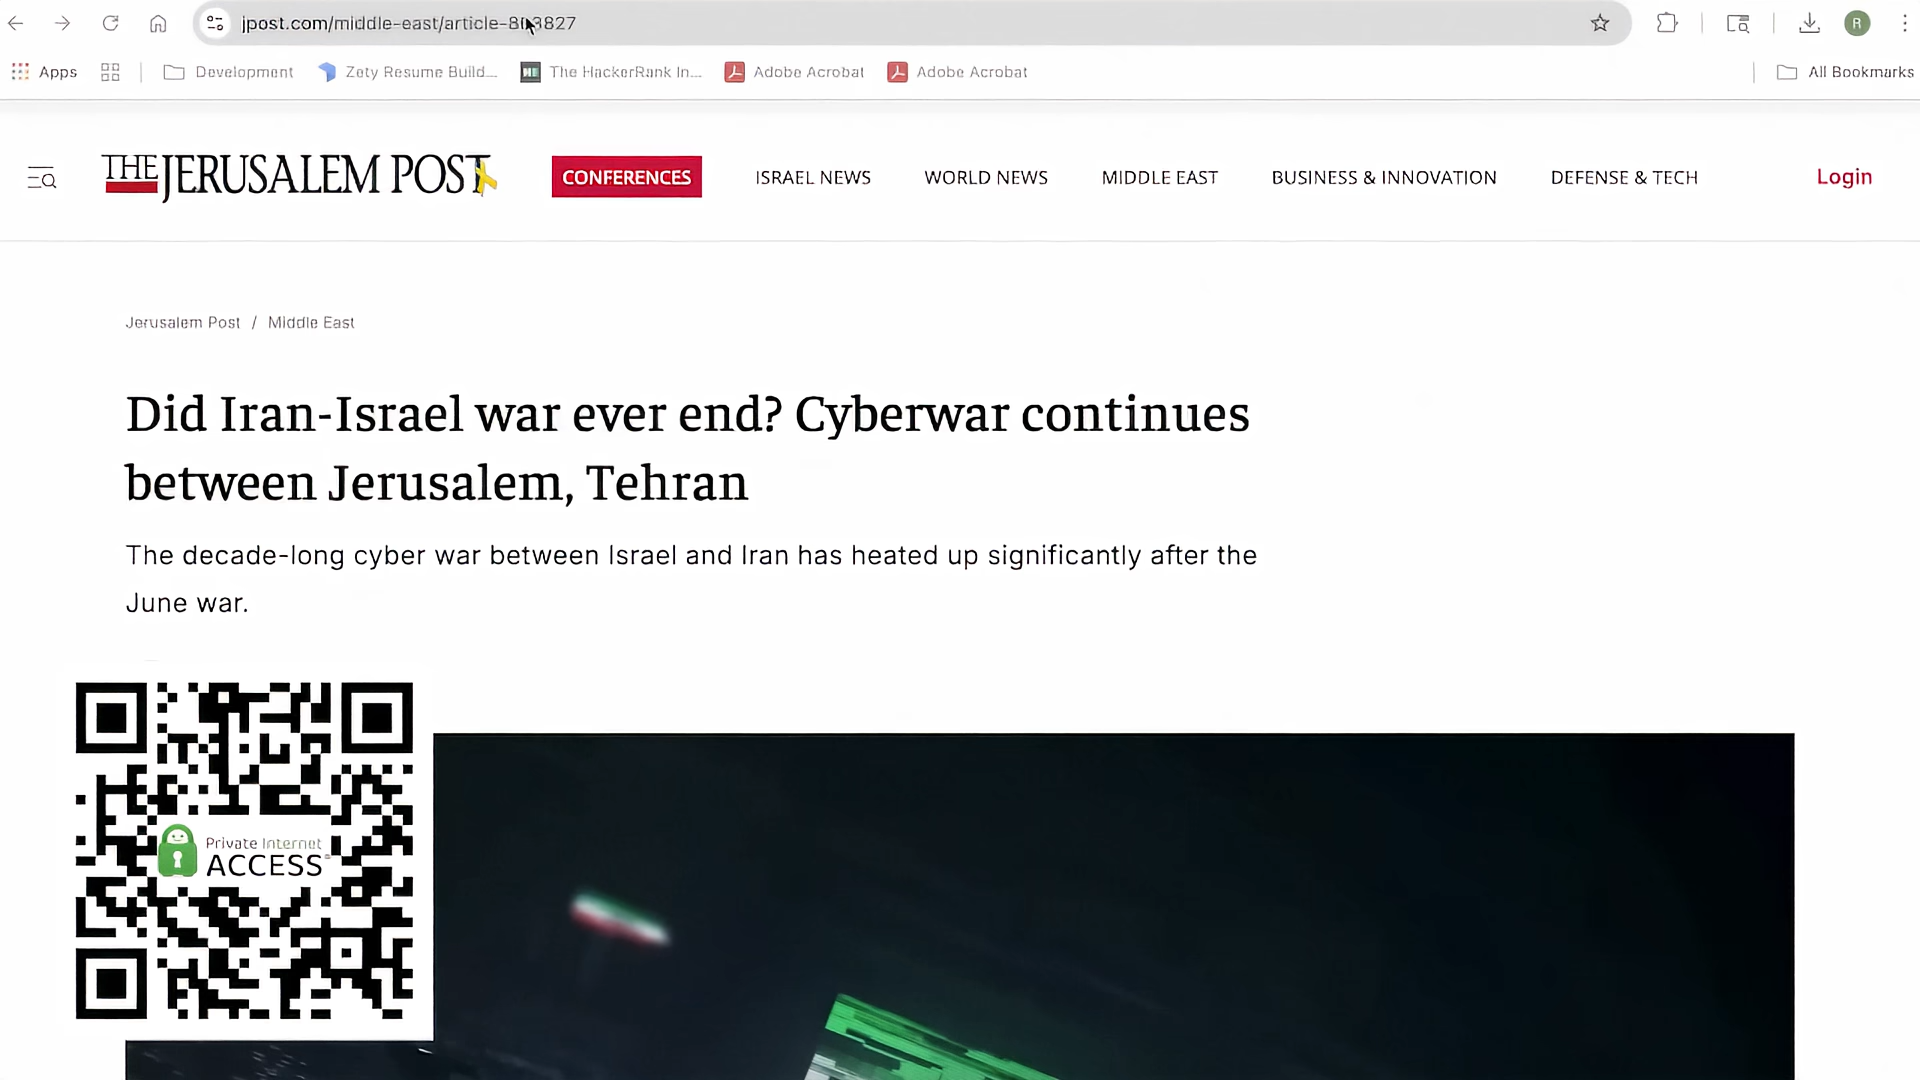 jpost.com/middle-east/article-8 3827
Apps
Development
Zety Resume Build...
The HackerRank In...
Adobe Acrobat
Adobe Acrobat
All Bookmarks
R
THE JERUSALEM POST
CONFERENCES
ISRAEL NEWS
WORLD NEWS
MIDDLE EAST
BUSINESS & INNOVATION
DEFENSE & TECH
Login
Jerusalem Post / Middle East
Did Iran-Israel war ever end? Cyberwar continues
between Jerusalem, Tehran
The decade-long cyber war between Israel and Iran has heated up significantly after the
June war.
Private Internet
ACCESS